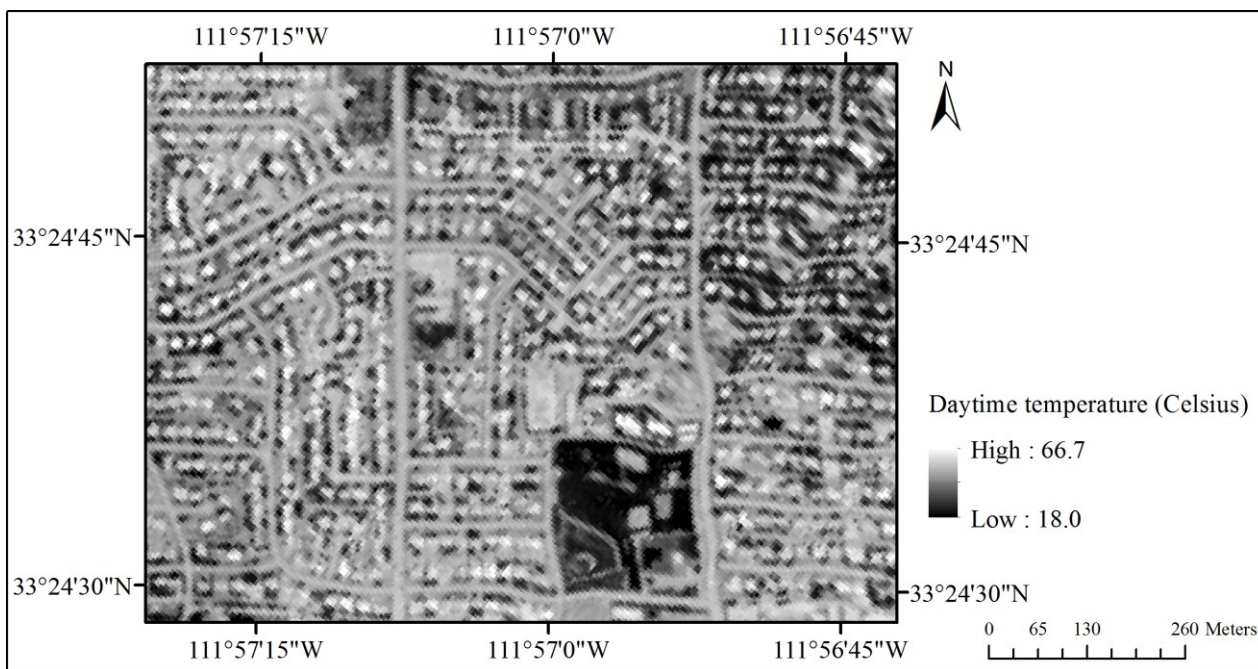 111°57'15"W 111°57'0"W 111°56'45"W
N
33°24'45"N 33°24'45"N
Daytime temperature (Celsius)
High : 66.7
Low : 18.0
33°24'30"N 33°24'30"N
0 65 130 260 Meters
111°57'15"W 111°57'0"W 111°56'45"W